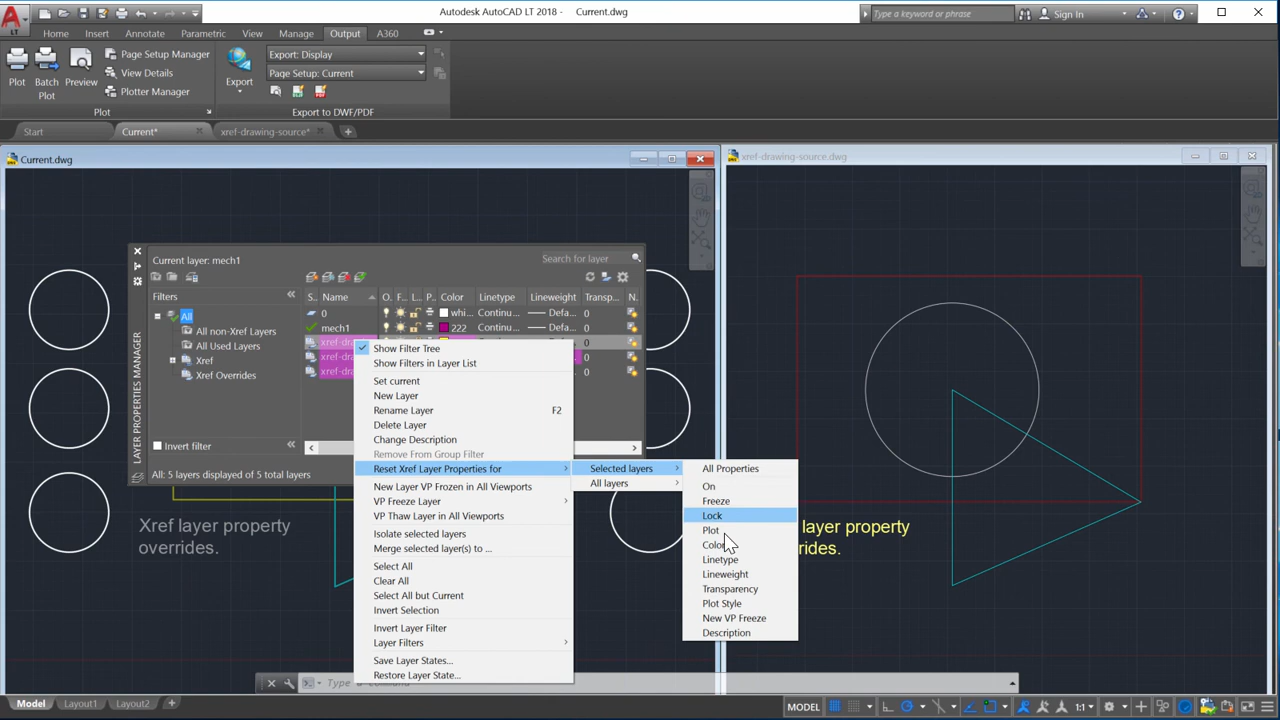 Autodesk AutoCAD LT 2018 - Current.dwg
Type a keyword or phrase
Sign In
LT
Home Insert Annotate Parametric View Manage Output A360
Plot
Batch Plot
Preview
Page Setup Manager
View Details
Plotter Manager
Export
Export: Display
Page Setup: Current
Plot
Export to DWF/PDF
Start
Current*
xref-drawing-source*
Current.dwg
xref-drawing-source.dwg
LAYER PROPERTIES MANAGER
Current layer: mech1
Search for layer
Filters
All
All non-Xref Layers
All Used Layers
Xref
Xref Overrides
Invert filter
All: 5 layers displayed of 5 total layers
S.. Name O. F.. L.. P.. Color Linetype Lineweight Transp... N.
0 whi... Continu... Defa... 0
mech1 222 Continu... Defa... 0
xref-dra 0
xref-dra 0
xref-dra 0
Show Filter Tree
Show Filters in Layer List
Set current
New Layer
Rename Layer F2
Delete Layer
Change Description
Remove From Group Filter
Reset Xref Layer Properties for
New Layer VP Frozen in All Viewports
VP Freeze Layer
VP Thaw Layer in All Viewports
Isolate selected layers
Merge selected layer(s) to ...
Select All
Clear All
Select All but Current
Invert Selection
Invert Layer Filter
Layer Filters
Save Layer States...
Restore Layer State...
Selected layers
All layers
All Properties
On
Freeze
Lock
Plot
Color
Linetype
Lineweight
Transparency
Plot Style
New VP Freeze
Description
Xref layer property
overrides.
layer property
rides.
Type a command
Model Layout1 Layout2
MODEL
1:1